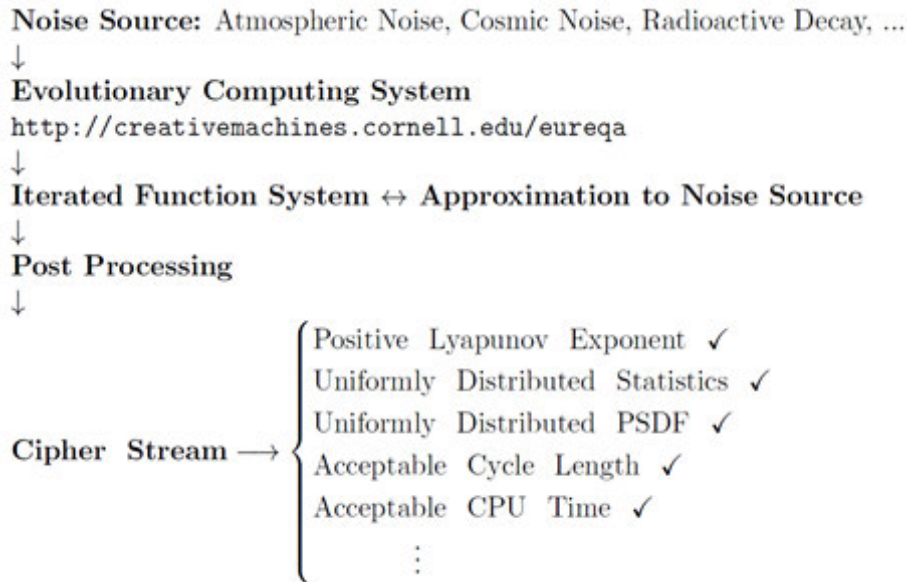 Noise Source: Atmospheric Noise, Cosmic Noise, Radioactive Decay, ...
↓
Evolutionary Computing System
http://creativemachines.cornell.edu/eureqa
↓
Iterated Function System ↔ Approximation to Noise Source
↓
Post Processing
↓
Positive Lyapunov Exponent ✓
Uniformly Distributed Statistics ✓
Uniformly Distributed PSDF ✓
Cipher Stream ⟶
Acceptable Cycle Length ✓
Acceptable CPU Time ✓
⋮